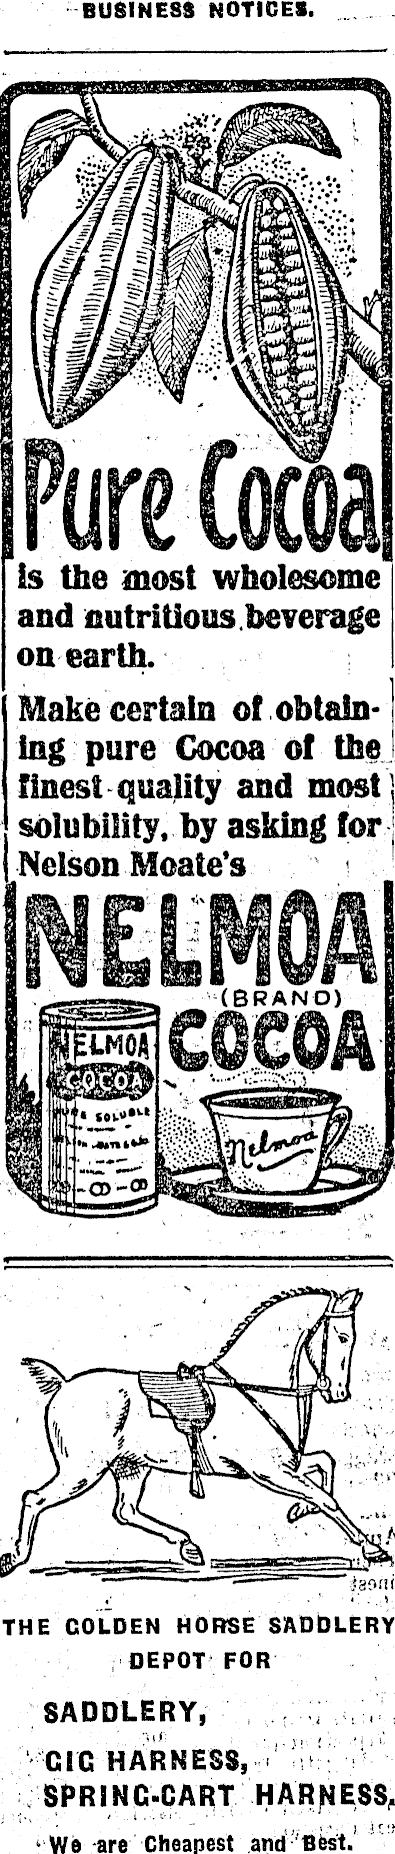 BUSINESS NOTICES.
Pure Cocoa
is the most wholesome
and nutritious beverage
on earth.
Make certain of obtain-
ing pure Cocoa of the
finest quality and most
solubility, by asking for
Nelson Moate's
NELMOA
(BRAND)
COCOA
NELMOA
COCOA
PURE SOLUBLE
Nelmoa
THE GOLDEN HORSE SADDLERY
DEPOT FOR
SADDLERY,
GIG HARNESS,
SPRING-CART HARNESS.
We are Cheapest and Best.